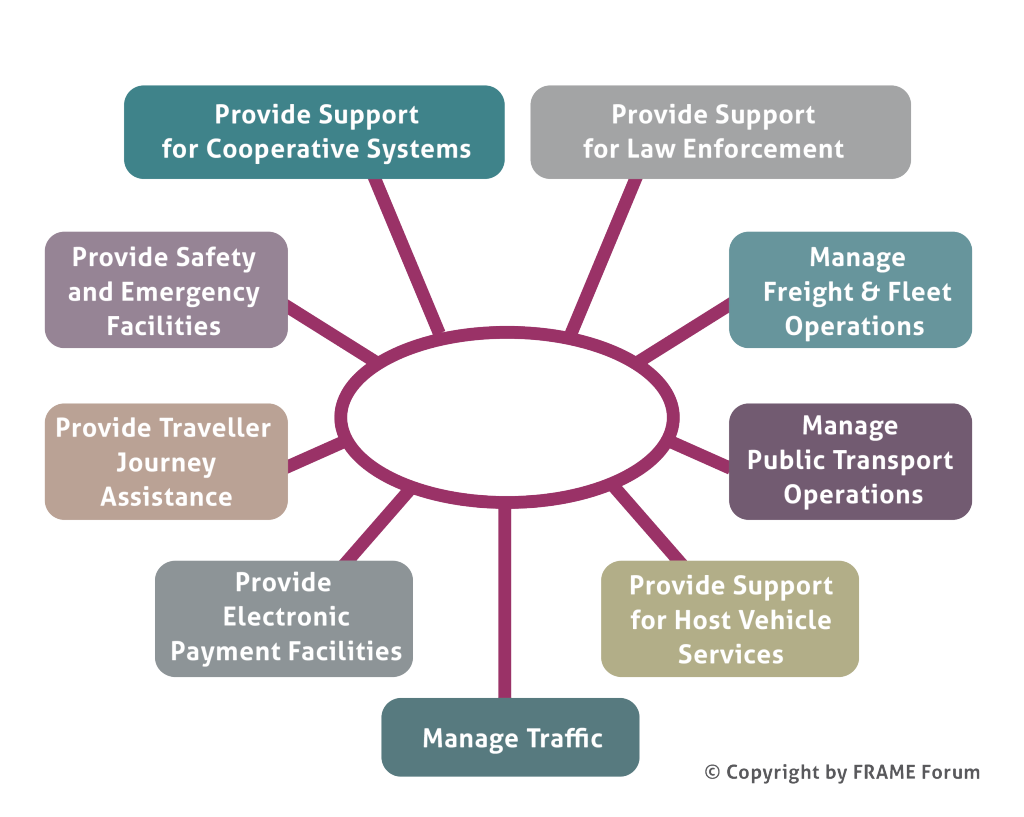 Provide Support
for Cooperative Systems
Provide Support
for Law Enforcement
Provide Safety
and Emergency
Facilities
Manage
Freight & Fleet
Operations
Provide Traveller
Journey
Assistance
Manage
Public Transport
Operations
Provide
Electronic
Payment Facilities
Provide Support
for Host Vehicle
Services
Manage Traffic
© Copyright by FRAME Forum